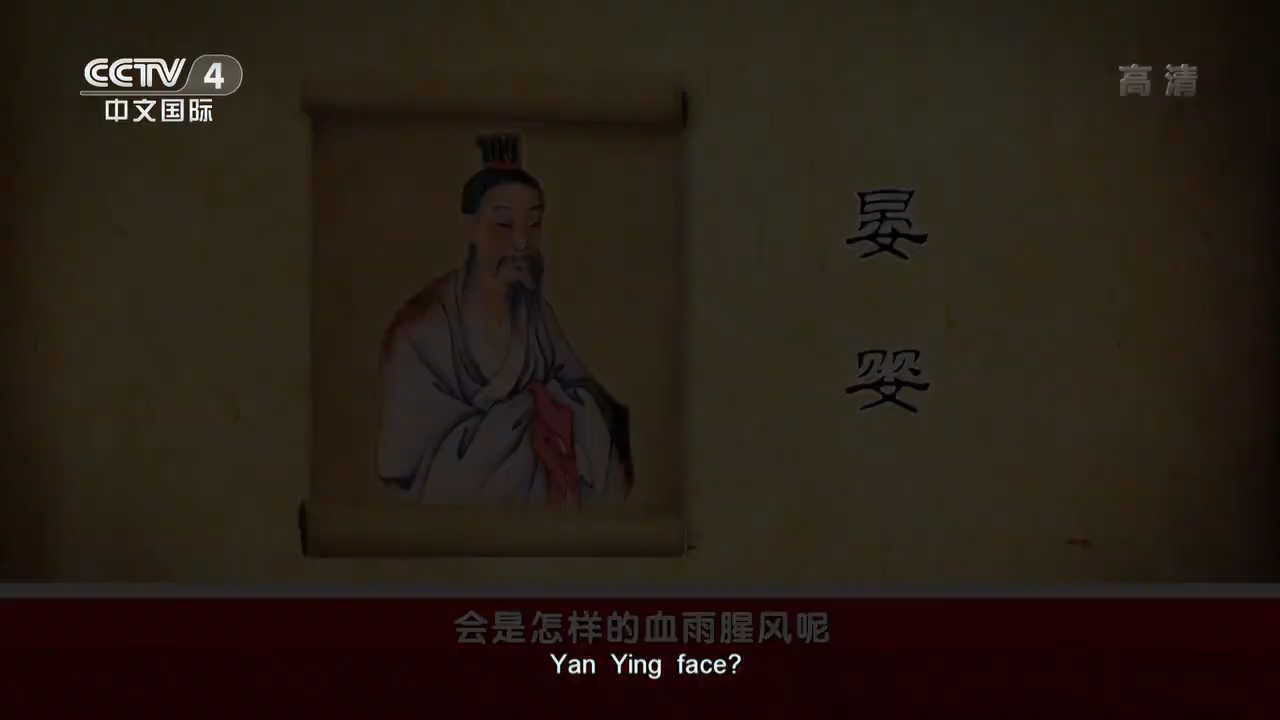 CCTV 4
中文国际
高清
晏
婴
会是怎样的血雨腥风呢
Yan Ying face?